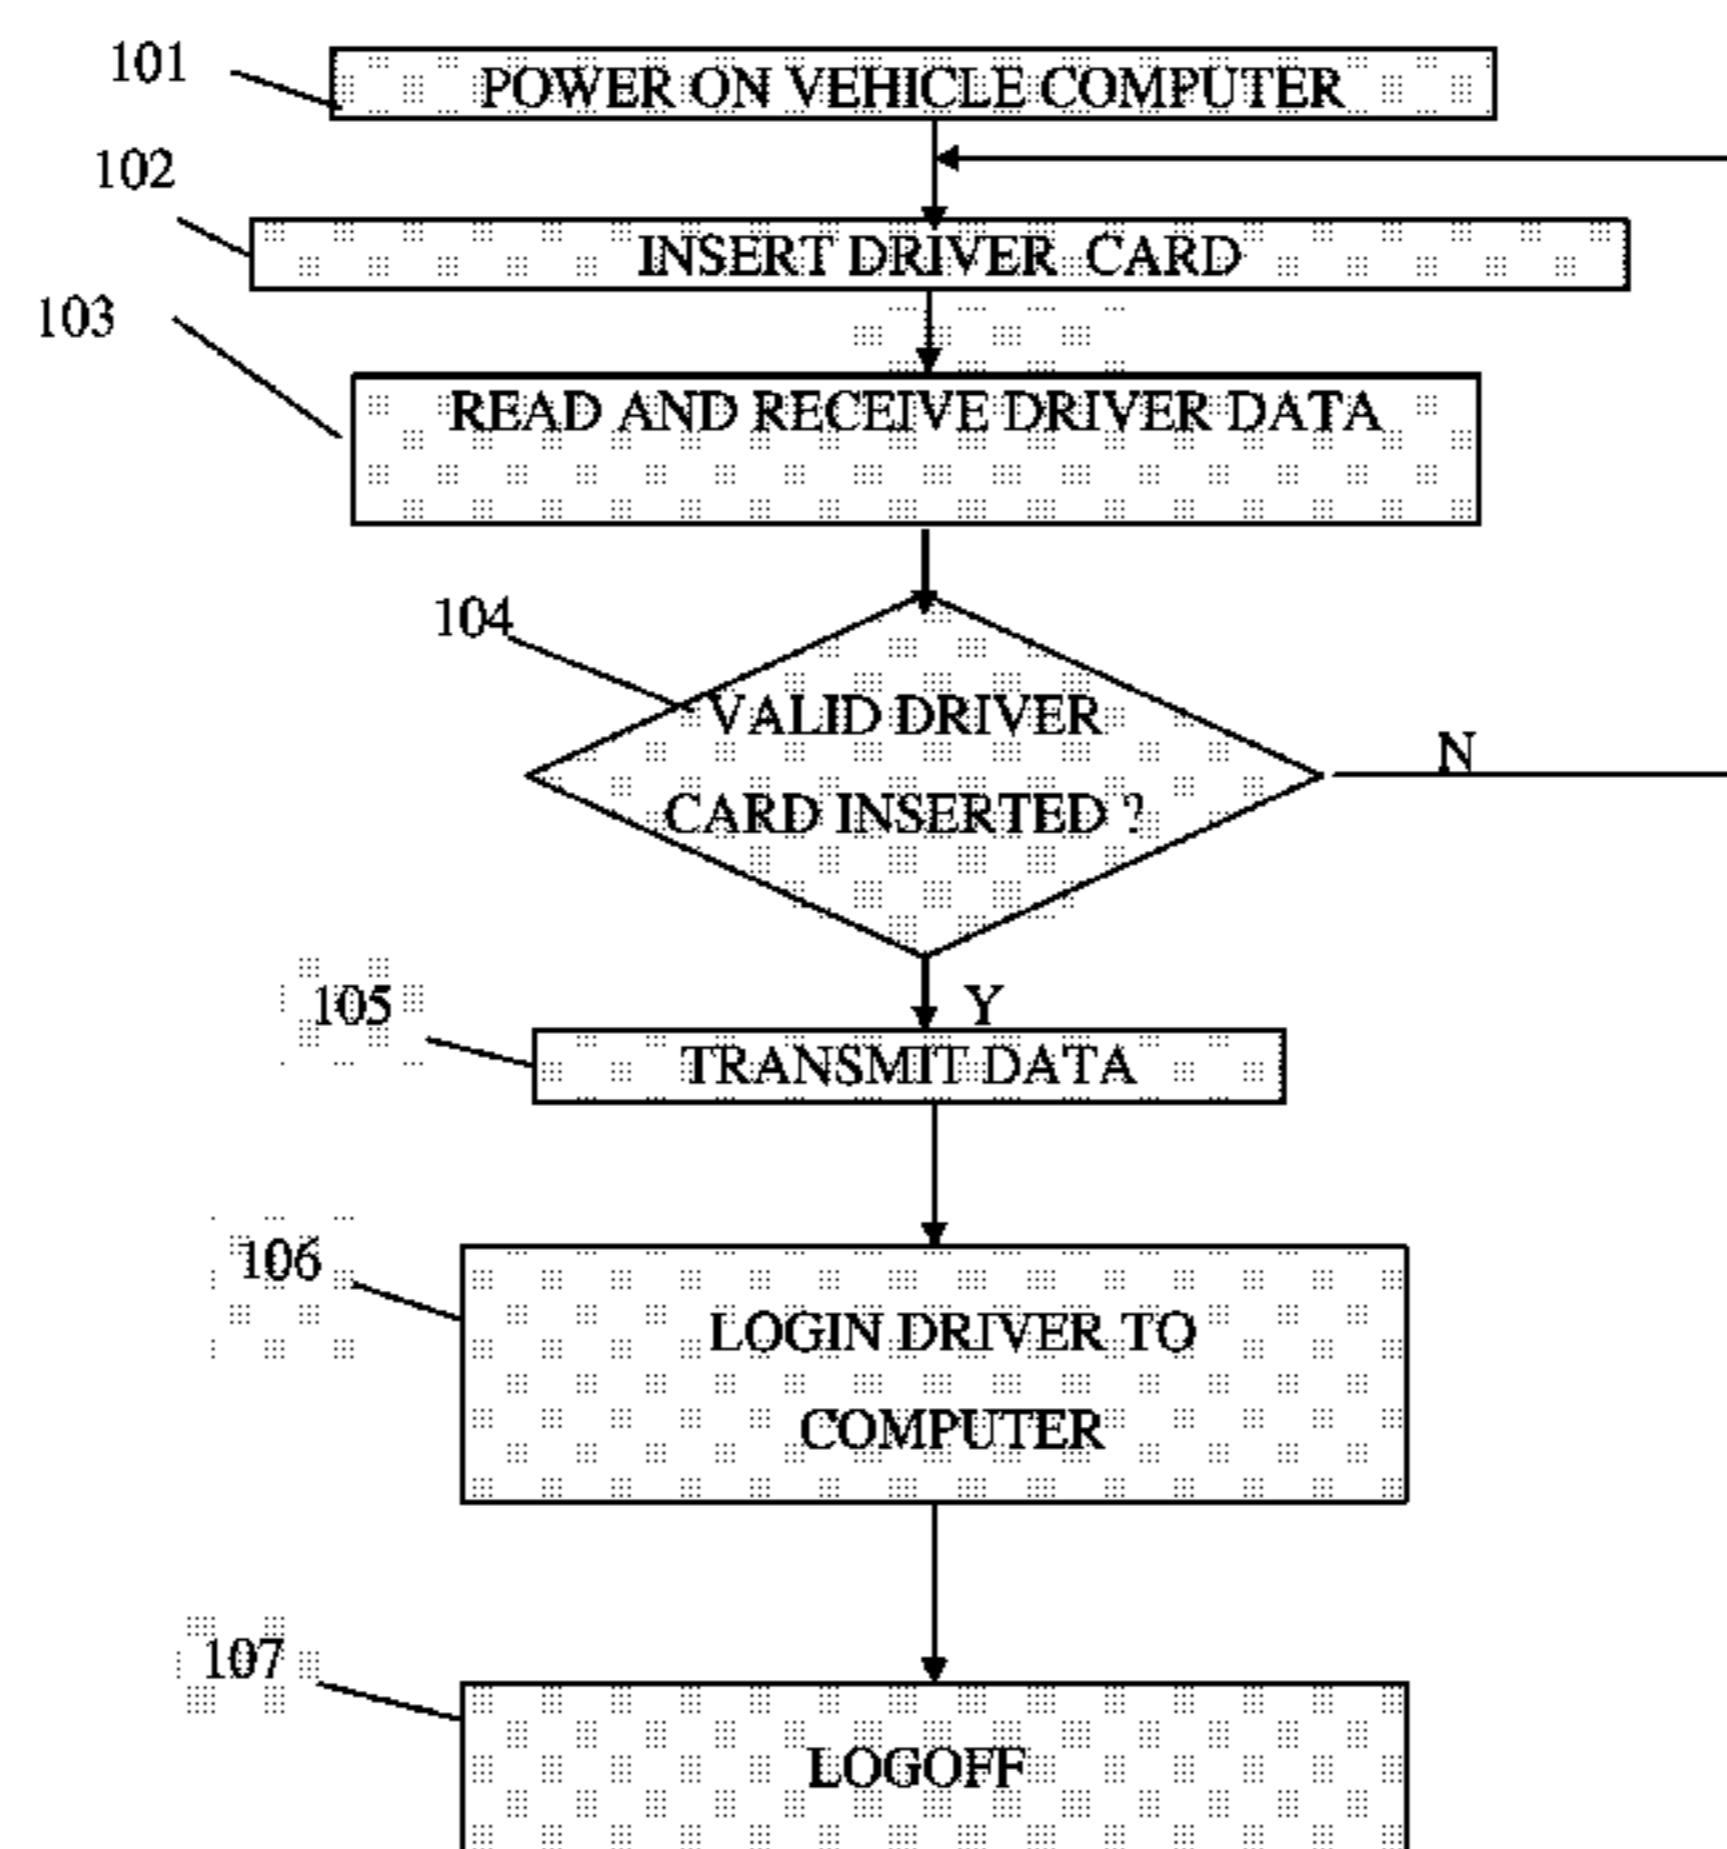 101
POWER ON VEHICLE COMPUTER
102
INSERT DRIVER CARD
103
READ AND RECEIVE DRIVER DATA
104
VALID DRIVER
CARD INSERTED ?
N
Y
105
TRANSMIT DATA
106
LOGIN DRIVER TO
COMPUTER
107
LOGOFF